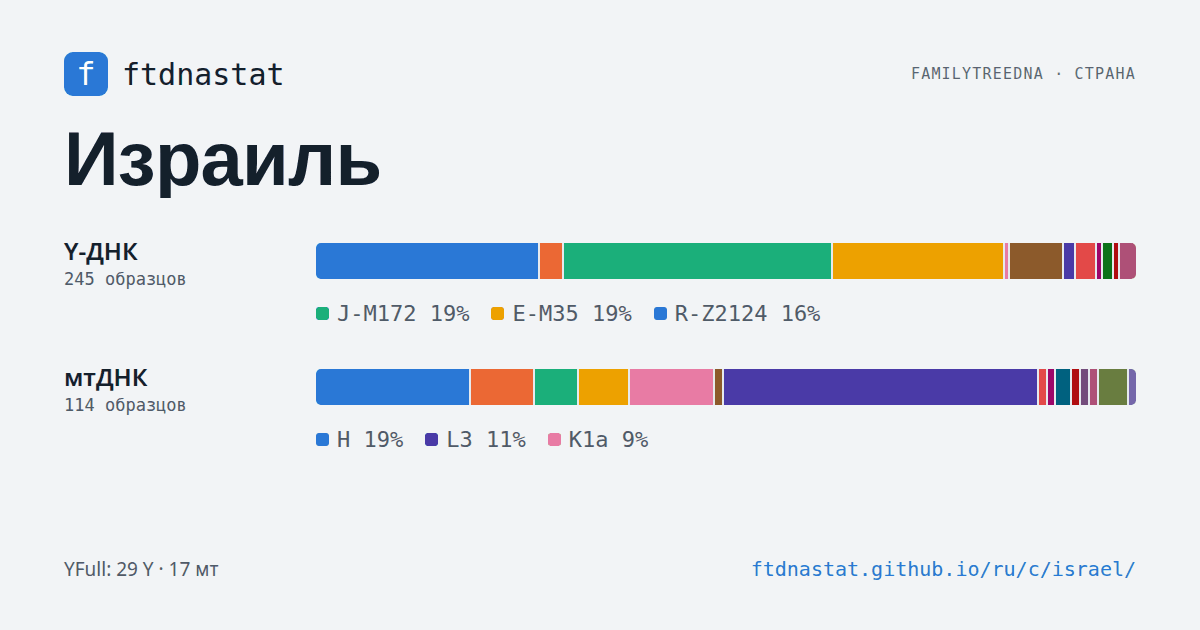 f ftdnastat
FAMILYTREEDNA · СТРАНА
Израиль
Y-ДНК
245 образцов
J-M172 19% E-M35 19% R-Z2124 16%
мтДНК
114 образцов
H 19% L3 11% K1a 9%
YFull: 29 Y · 17 мт
ftdnastat.github.io/ru/c/israel/